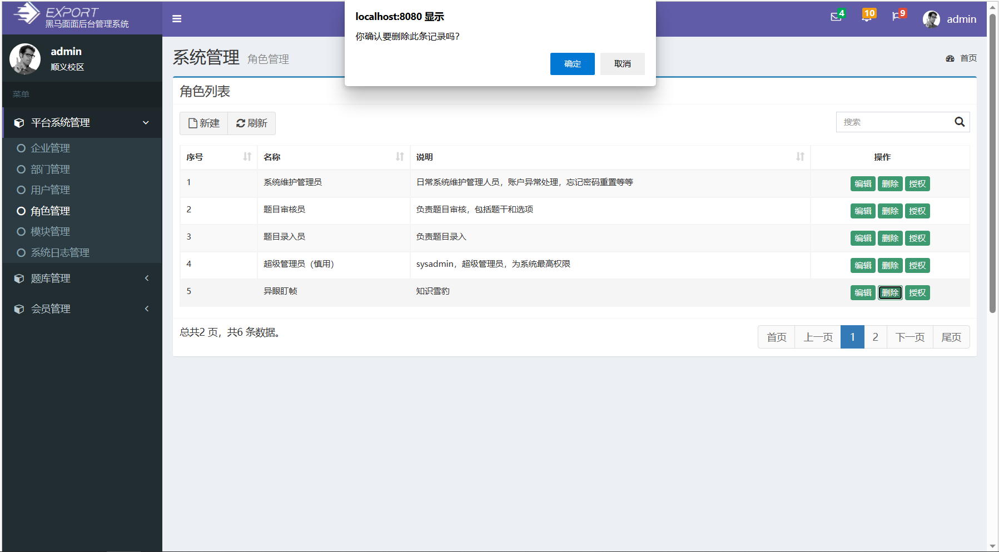 EXPORT
黑马面面后台管理系统
localhost:8080 显示
你确认要删除此条记录吗?
确定
取消
4
10
9
admin
admin
顺义校区
系统管理 角色管理
首页
菜单
平台系统管理
企业管理
部门管理
用户管理
角色管理
模块管理
系统日志管理
题库管理
会员管理
角色列表
新建 刷新
搜索
序号 名称 说明 操作
1 系统维护管理员 日常系统维护管理人员，账户异常处理，忘记密码重置等等 编辑 删除 授权
2 题目审核员 负责题目审核，包括题干和选项 编辑 删除 授权
3 题目录入员 负责题目录入 编辑 删除 授权
4 超级管理员（慎用） sysadmin，超级管理员，为系统最高权限 编辑 删除 授权
5 异眼盯帧 知识雪豹 编辑 删除 授权
总共2 页，共6 条数据。
首页 上一页 1 2 下一页 尾页